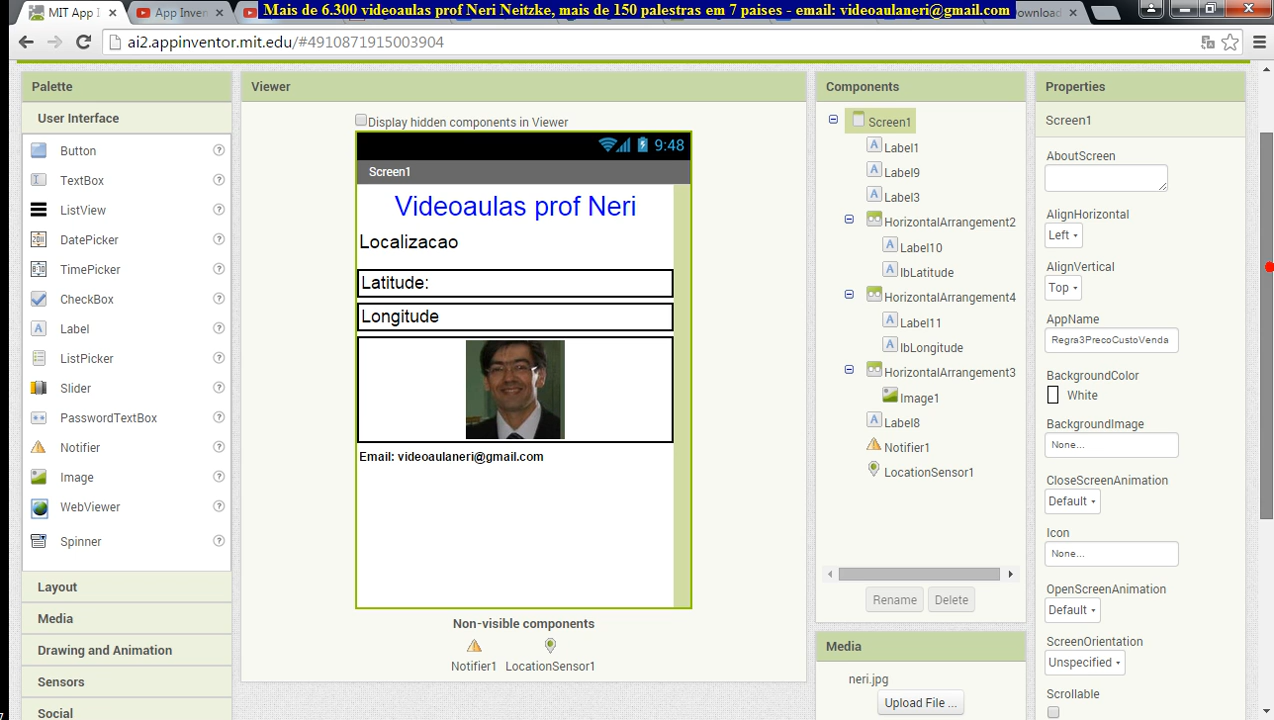 MIT App I
App Inven
Mais de 6.300 videoaulas prof Neri Neitzke, mais de 150 palestras em 7 paises - email: videoaulaneri@gmail.com
ownload
ai2.appinventor.mit.edu/#4910871915003904
Palette
User Interface
Button
TextBox
ListView
DatePicker
TimePicker
CheckBox
Label
ListPicker
Slider
PasswordTextBox
Notifier
Image
WebViewer
Spinner
Layout
Media
Drawing and Animation
Sensors
Social
Viewer
Display hidden components in Viewer
9:48
Screen1
Videoaulas prof Neri
Localizacao
Latitude:
Longitude
Email: videoaulaneri@gmail.com
Non-visible components
Notifier1 LocationSensor1
Components
Screen1
Label1
Label9
Label3
HorizontalArrangement2
Label10
lbLatitude
HorizontalArrangement4
Label11
lbLongitude
HorizontalArrangement3
Image1
Label8
Notifier1
LocationSensor1
Rename Delete
Media
neri.jpg
Upload File ...
Properties
Screen1
AboutScreen
AlignHorizontal
Left
AlignVertical
Top
AppName
Regra3PrecoCustoVenda
BackgroundColor
White
BackgroundImage
None...
CloseScreenAnimation
Default
Icon
None...
OpenScreenAnimation
Default
ScreenOrientation
Unspecified
Scrollable